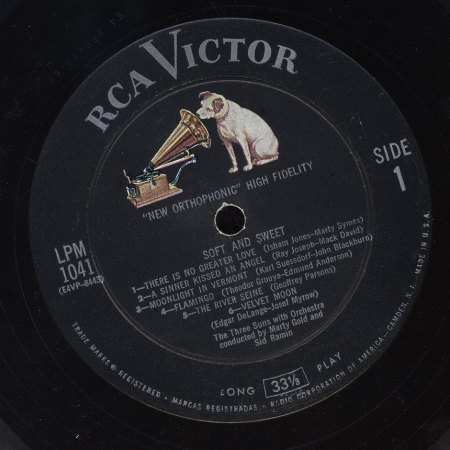 RCA VICTOR
"NEW ORTHOPHONIC" HIGH FIDELITY
SIDE
1
LPM
1041
(E4VP-8443)
SOFT AND SWEET
1—THERE IS NO GREATER LOVE (Isham Jones-Marty Symes)
2—A SINNER KISSED AN ANGEL (Ray Joseph-Mack David)
3—MOONLIGHT IN VERMONT (Karl Suessdorf-John Blackburn)
4—FLAMINGO (Theodor Grouya-Edmund Anderson)
5—THE RIVER SEINE (Geoffrey Parsons)
6—VELVET MOON
(Edgar DeLange-Josef Myrow)
The Three Suns with Orchestra
conducted by Marty Gold and
Sid Ramin
LONG 33⅓ PLAY
TRADE MARKS ® REGISTERED • MARCAS REGISTRADAS • RADIO CORPORATION OF AMERICA, CAMDEN, N.J. MADE IN U.S.A.